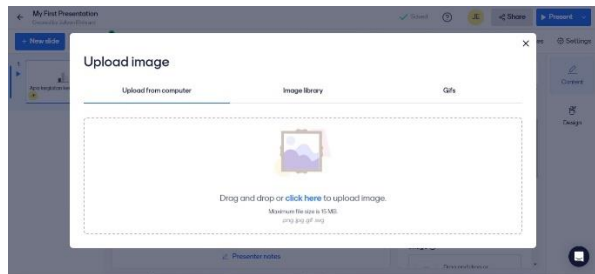 My First Presentation
Saved
JE
Share
Present
+ New slide
Settings
Upload image
Upload from computer
Image library
Gifs
Content
Design
Drag and drop or click here to upload image.
Maximum file size is 15 MB.
.png .jpg .gif .svg
Presenter notes